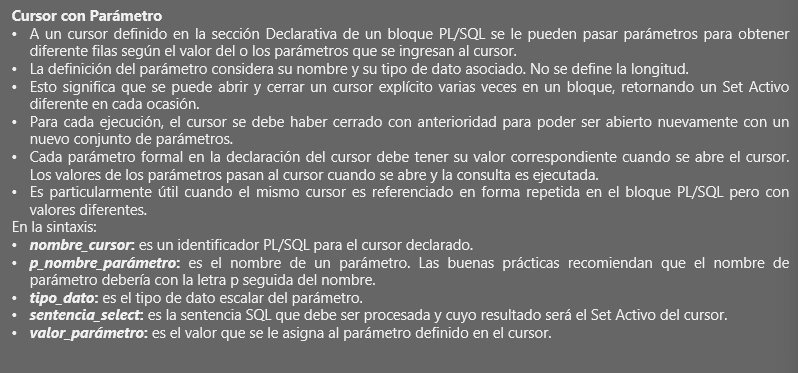 Cursor con Parámetro
• A un cursor definido en la sección Declarativa de un bloque PL/SQL se le pueden pasar parámetros para obtener
diferente filas según el valor del o los parámetros que se ingresan al cursor.
• La definición del parámetro considera su nombre y su tipo de dato asociado. No se define la longitud.
• Esto significa que se puede abrir y cerrar un cursor explícito varias veces en un bloque, retornando un Set Activo
diferente en cada ocasión.
• Para cada ejecución, el cursor se debe haber cerrado con anterioridad para poder ser abierto nuevamente con un
nuevo conjunto de parámetros.
• Cada parámetro formal en la declaración del cursor debe tener su valor correspondiente cuando se abre el cursor.
Los valores de los parámetros pasan al cursor cuando se abre y la consulta es ejecutada.
• Es particularmente útil cuando el mismo cursor es referenciado en forma repetida en el bloque PL/SQL pero con
valores diferentes.
En la sintaxis:
• nombre_cursor: es un identificador PL/SQL para el cursor declarado.
• p_nombre_parámetro: es el nombre de un parámetro. Las buenas prácticas recomiendan que el nombre de
parámetro debería con la letra p seguida del nombre.
• tipo_dato: es el tipo de dato escalar del parámetro.
• sentencia_select: es la sentencia SQL que debe ser procesada y cuyo resultado será el Set Activo del cursor.
• valor_parámetro: es el valor que se le asigna al parámetro definido en el cursor.